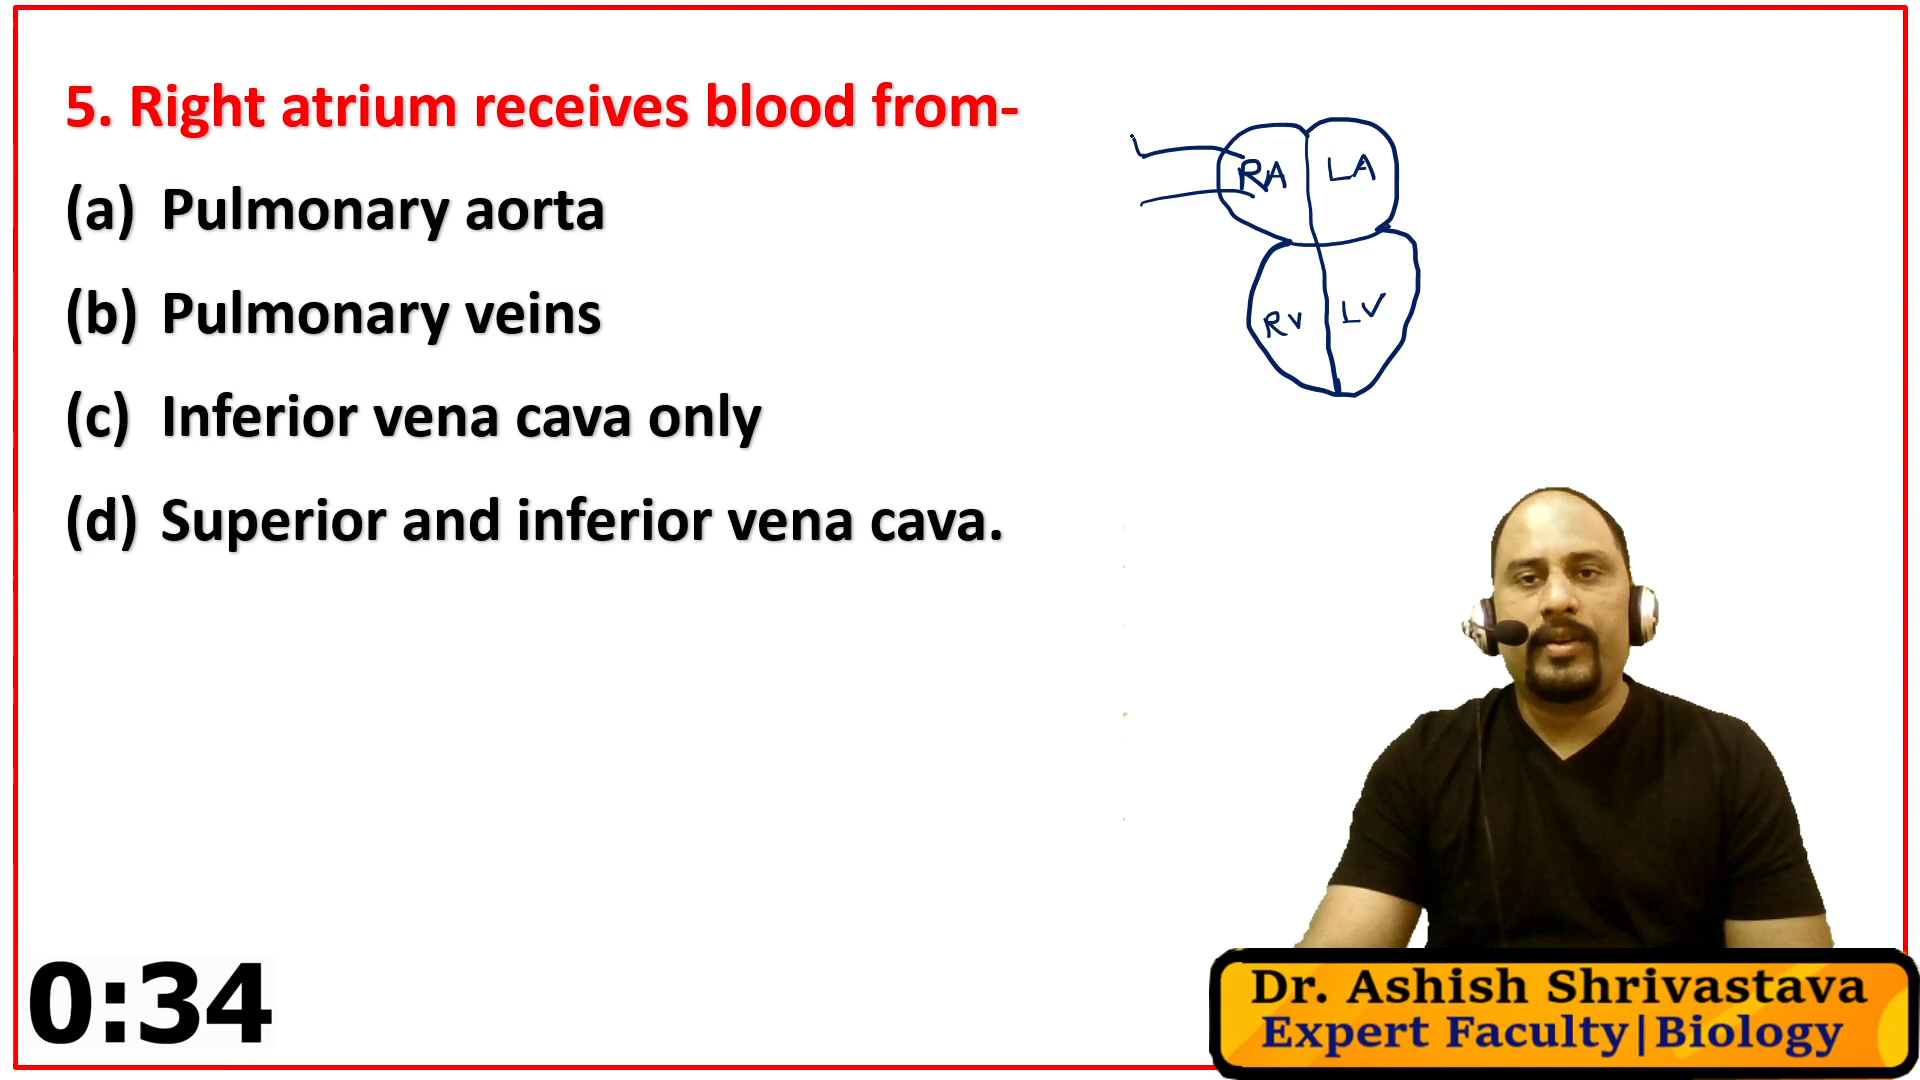 5. Right atrium receives blood from-
(a) Pulmonary aorta
(b) Pulmonary veins
(c) Inferior vena cava only
(d) Superior and inferior vena cava.
RA LA
RV LV
0:34
Dr. Ashish Shrivastava
Expert Faculty|Biology